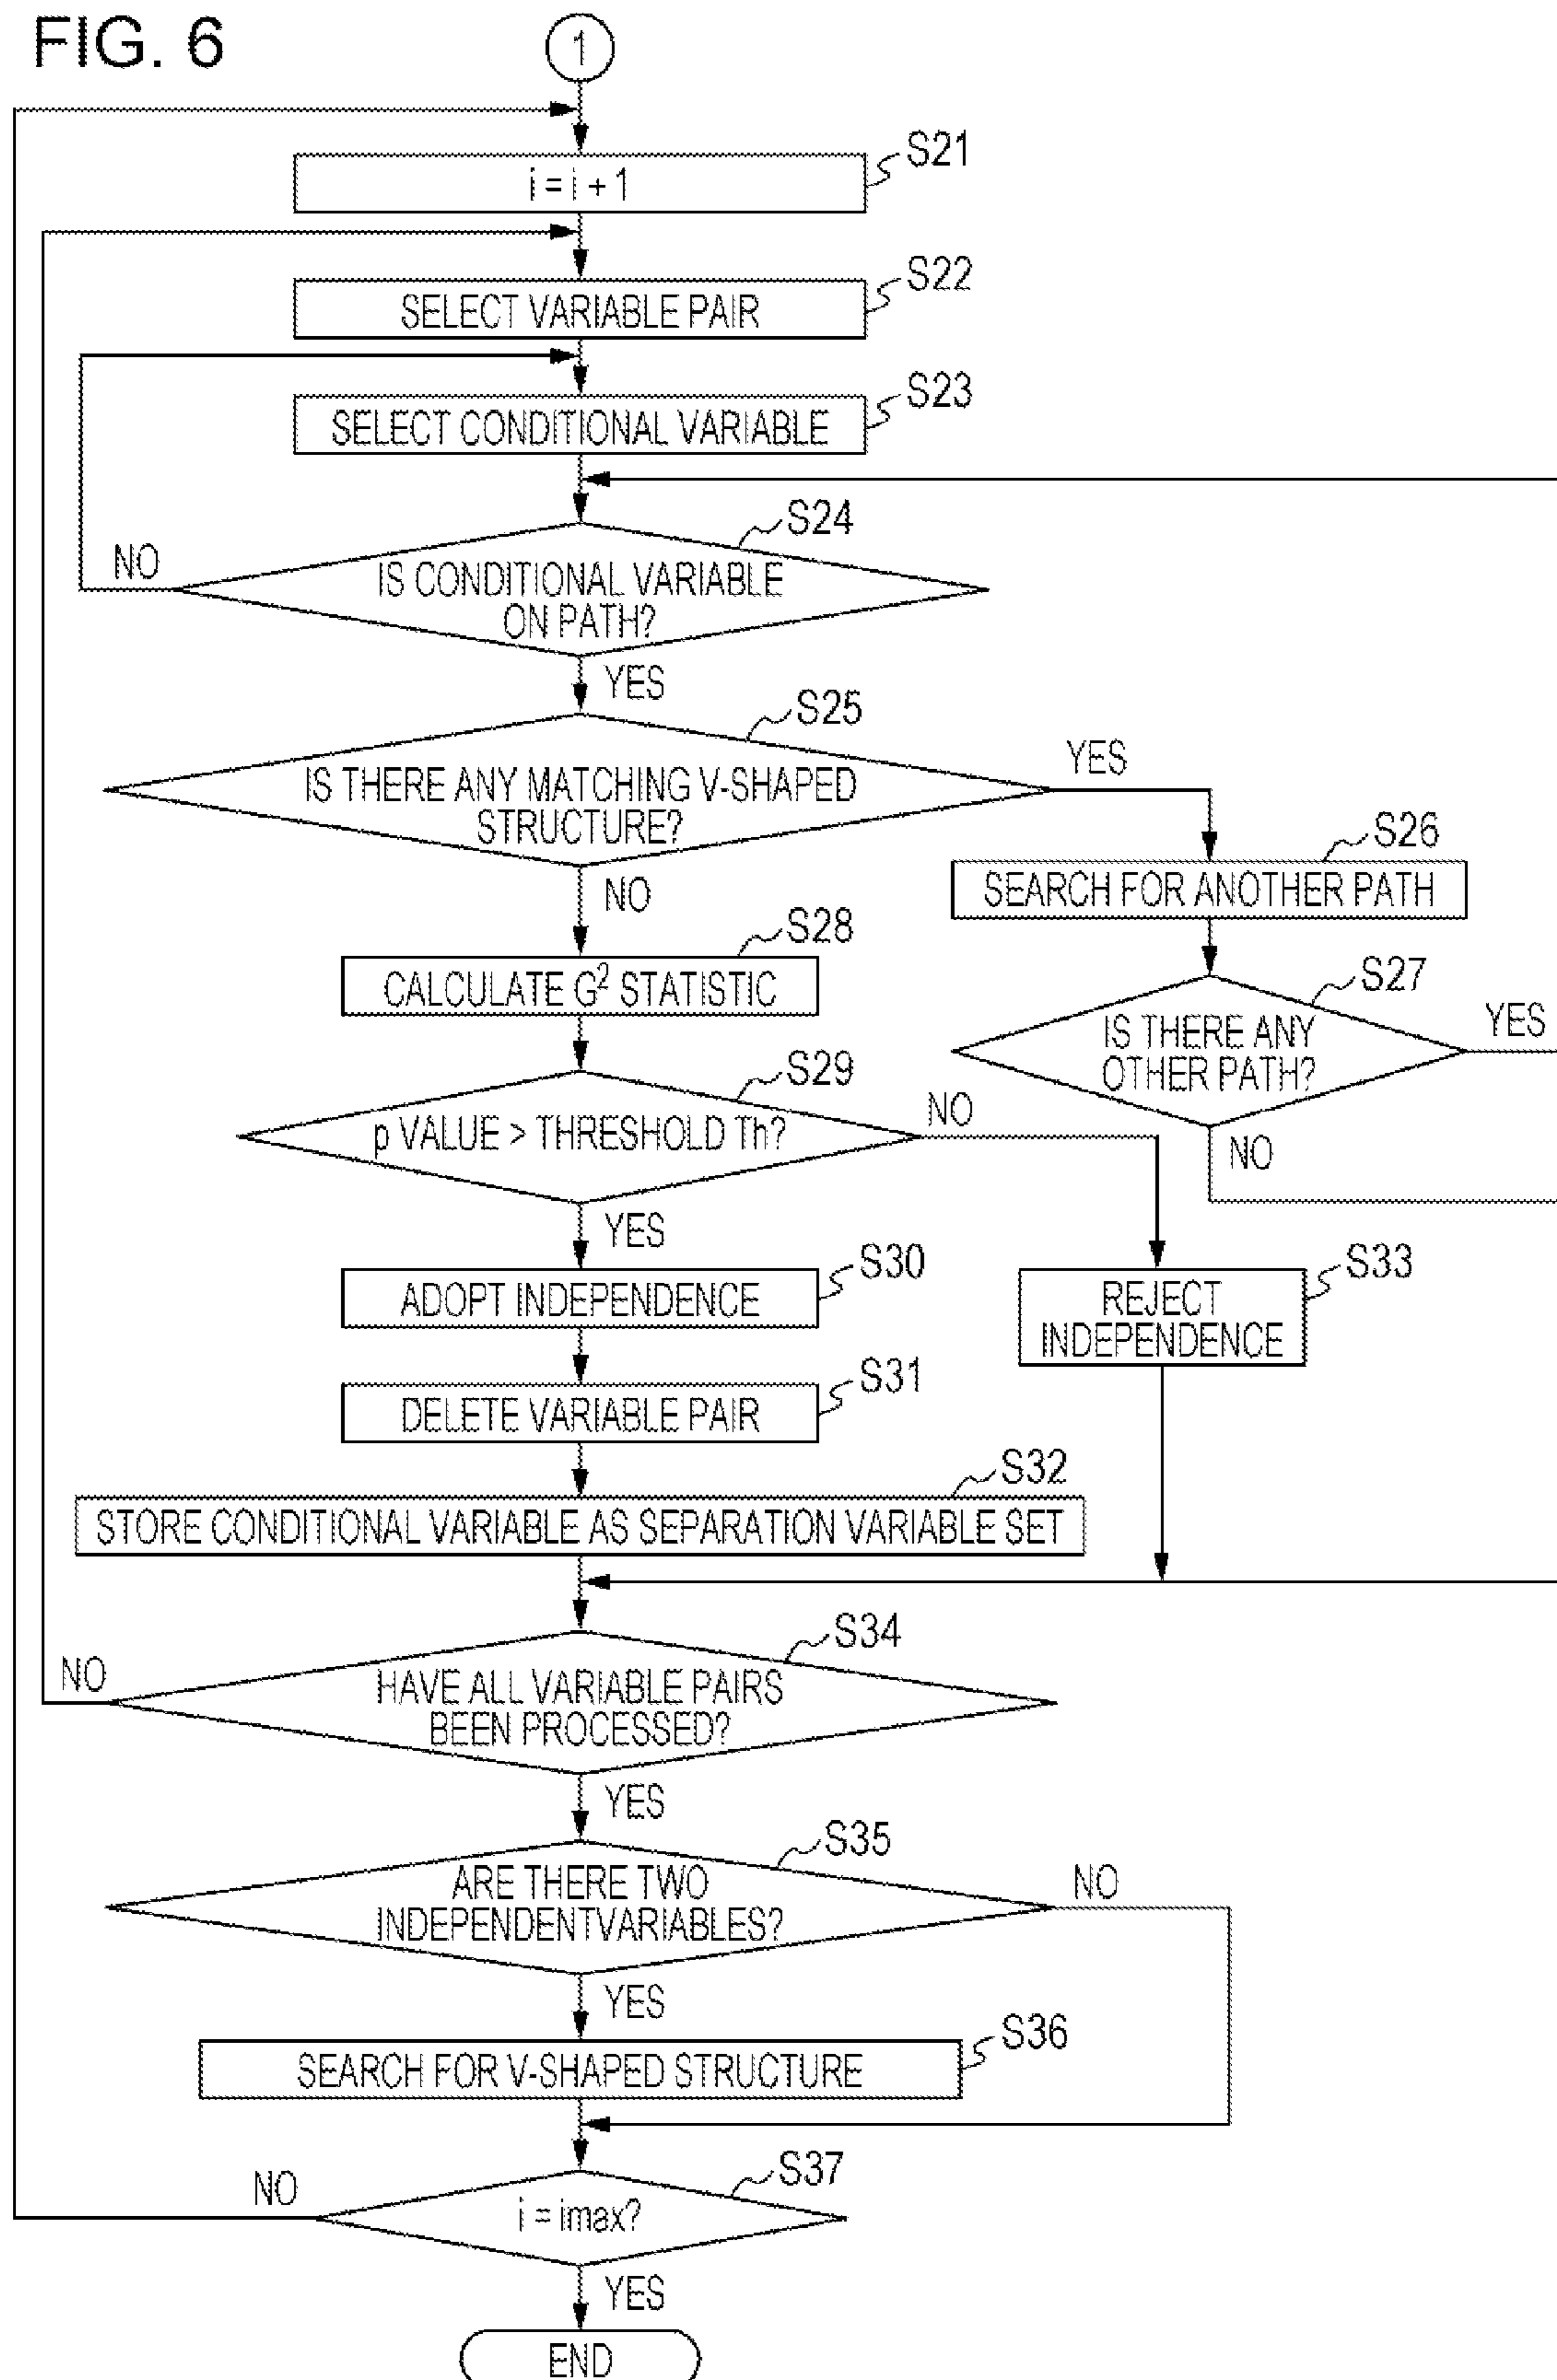 FIG. 6
1
S21
i = i + 1
S22
SELECT VARIABLE PAIR
S23
SELECT CONDITIONAL VARIABLE
S24
NO
IS CONDITIONAL VARIABLE
ON PATH?
YES
S25
YES
IS THERE ANY MATCHING V-SHAPED
STRUCTURE?
NO
S26
SEARCH FOR ANOTHER PATH
S28
CALCULATE G² STATISTIC
S27
IS THERE ANY
OTHER PATH?
YES
NO
S29
p VALUE > THRESHOLD Th?
NO
YES
S30
ADOPT INDEPENDENCE
S33
REJECT
INDEPENDENCE
S31
DELETE VARIABLE PAIR
S32
STORE CONDITIONAL VARIABLE AS SEPARATION VARIABLE SET
S34
NO
HAVE ALL VARIABLE PAIRS
BEEN PROCESSED?
YES
S35
ARE THERE TWO
INDEPENDENTVARIABLES?
NO
YES
S36
SEARCH FOR V-SHAPED STRUCTURE
S37
NO
i = imax?
YES
END